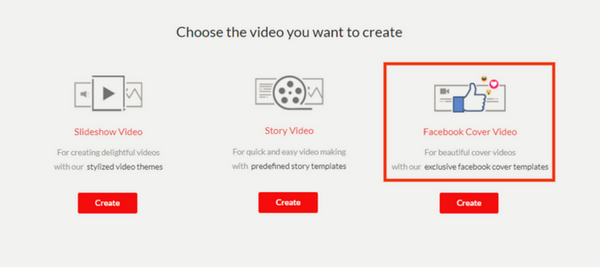 Choose the video you want to create
Slideshow Video
For creating delightful videos
with our stylized video themes
Create
Story Video
For quick and easy video making
with predefined story templates
Create
Facebook Cover Video
For beautiful cover videos
with our exclusive facebook cover templates
Create